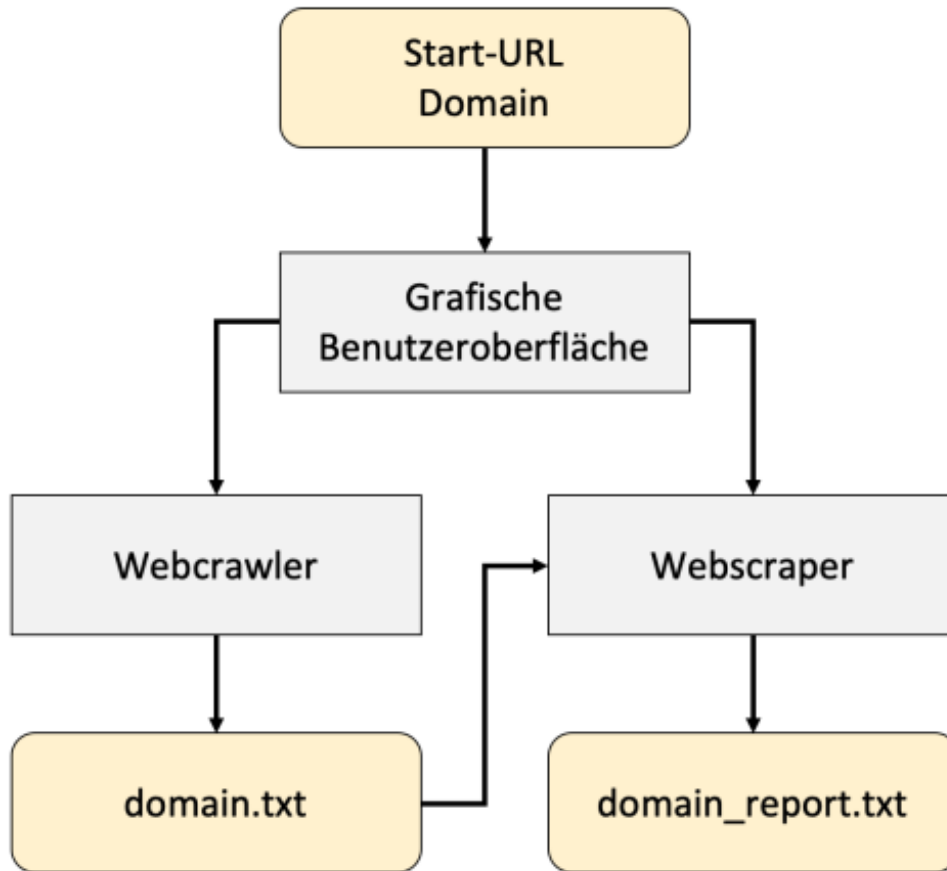 Start-URL
Domain
Grafische
Benutzeroberfläche
Webcrawler
Webscraper
domain.txt
domain_report.txt